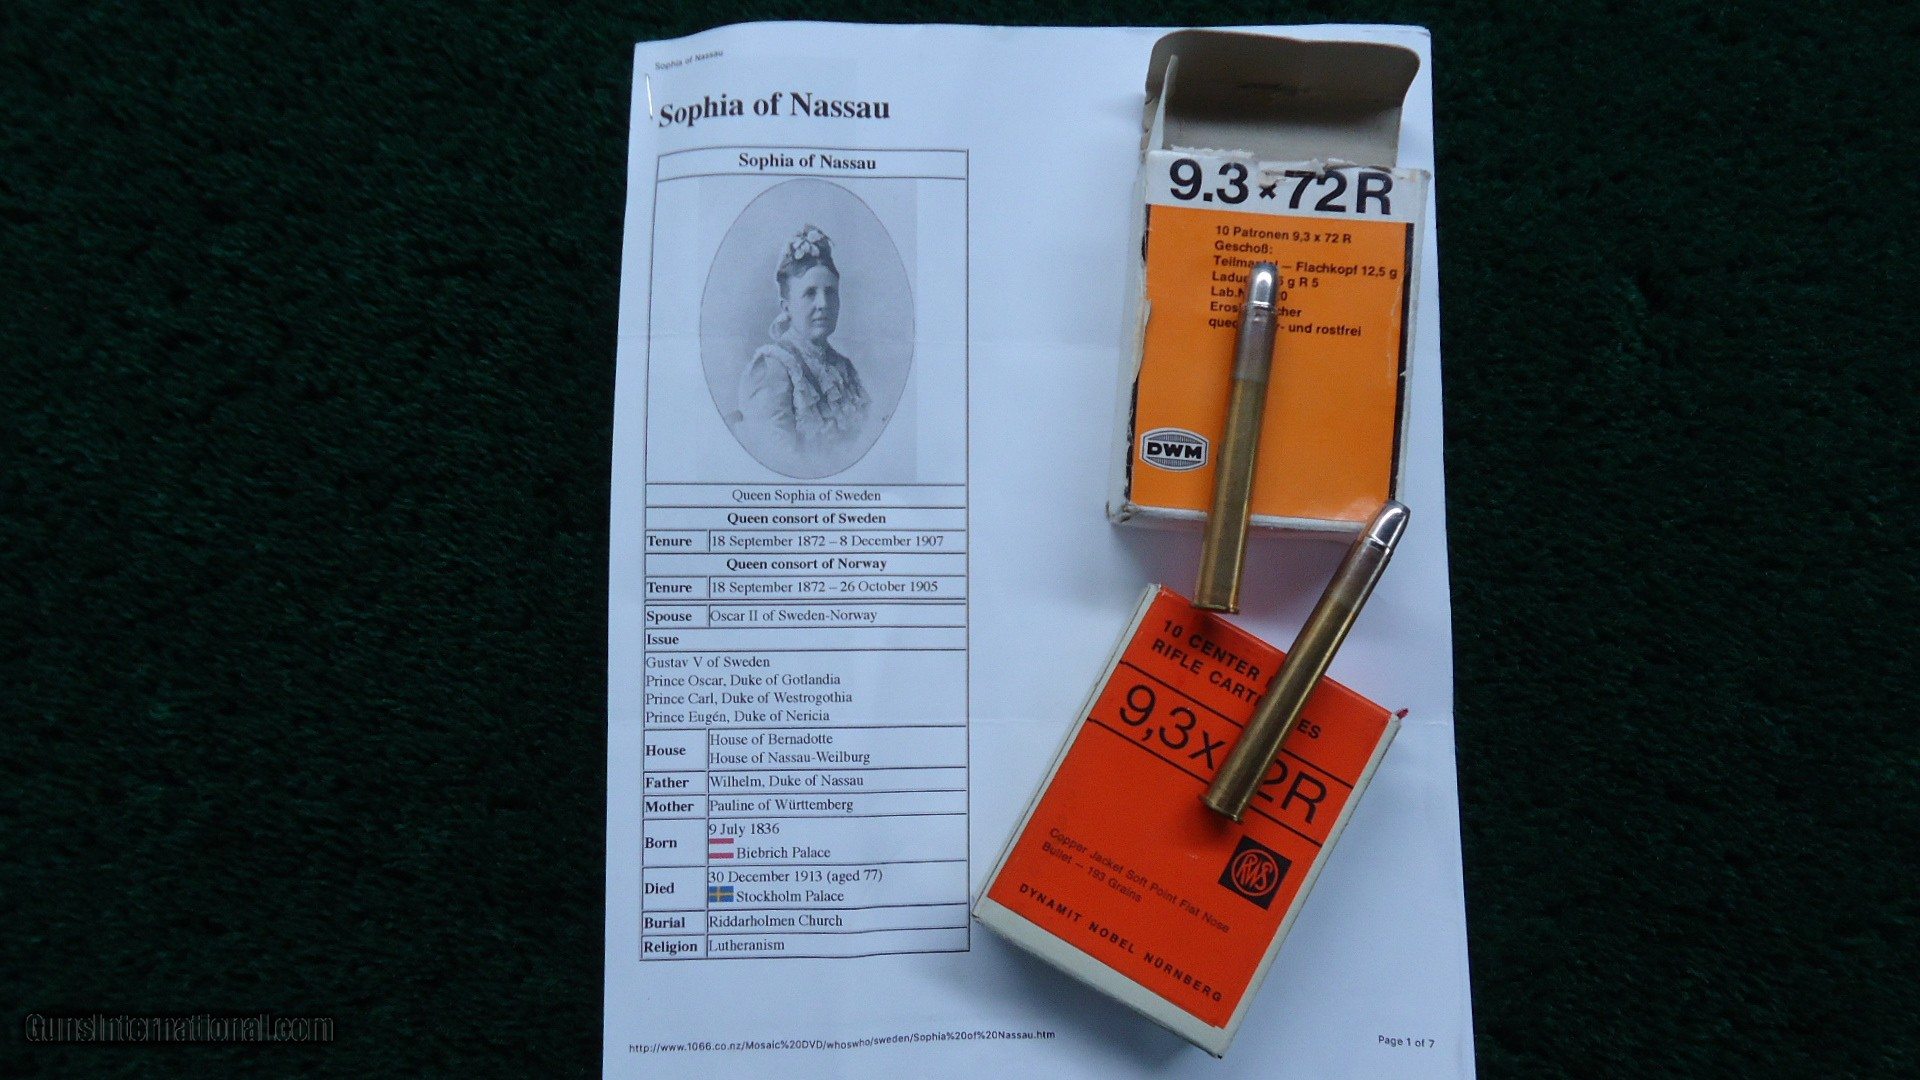 Sophia of Nassau
Sophia of Nassau
Sophia of Nassau
Queen Sophia of Sweden
Queen consort of Sweden
Tenure 18 September 1872 – 8 December 1907
Queen consort of Norway
Tenure 18 September 1872 – 26 October 1905
Spouse Oscar II of Sweden-Norway
Issue
Gustav V of Sweden
Prince Oscar, Duke of Gotlandia
Prince Carl, Duke of Westrogothia
Prince Eugén, Duke of Nericia
House House of Bernadotte
House of Nassau-Weilburg
Father Wilhelm, Duke of Nassau
Mother Pauline of Württemberg
Born 9 July 1836
Biebrich Palace
Died 30 December 1913 (aged 77)
Stockholm Palace
Burial Riddarholmen Church
Religion Lutheranism
http://www.1066.co.nz/Mosaic%20DVD/whoswho/sweden/Sophia%20of%20Nassau.htm
Page 1 of 7
9.3 × 72 R
10 Patronen 9,3 x 72 R
Geschoß:
– Flachkopf 12,5 g
g R 5
- und rostfrei
DWM
10 CENTER
RIFLE
9,3x 2R
Copper Jacket Soft Point Flat Nose
Bullet — 193 Grains
RWS
DYNAMIT NOBEL NÜRNBERG
GunsInternational.com